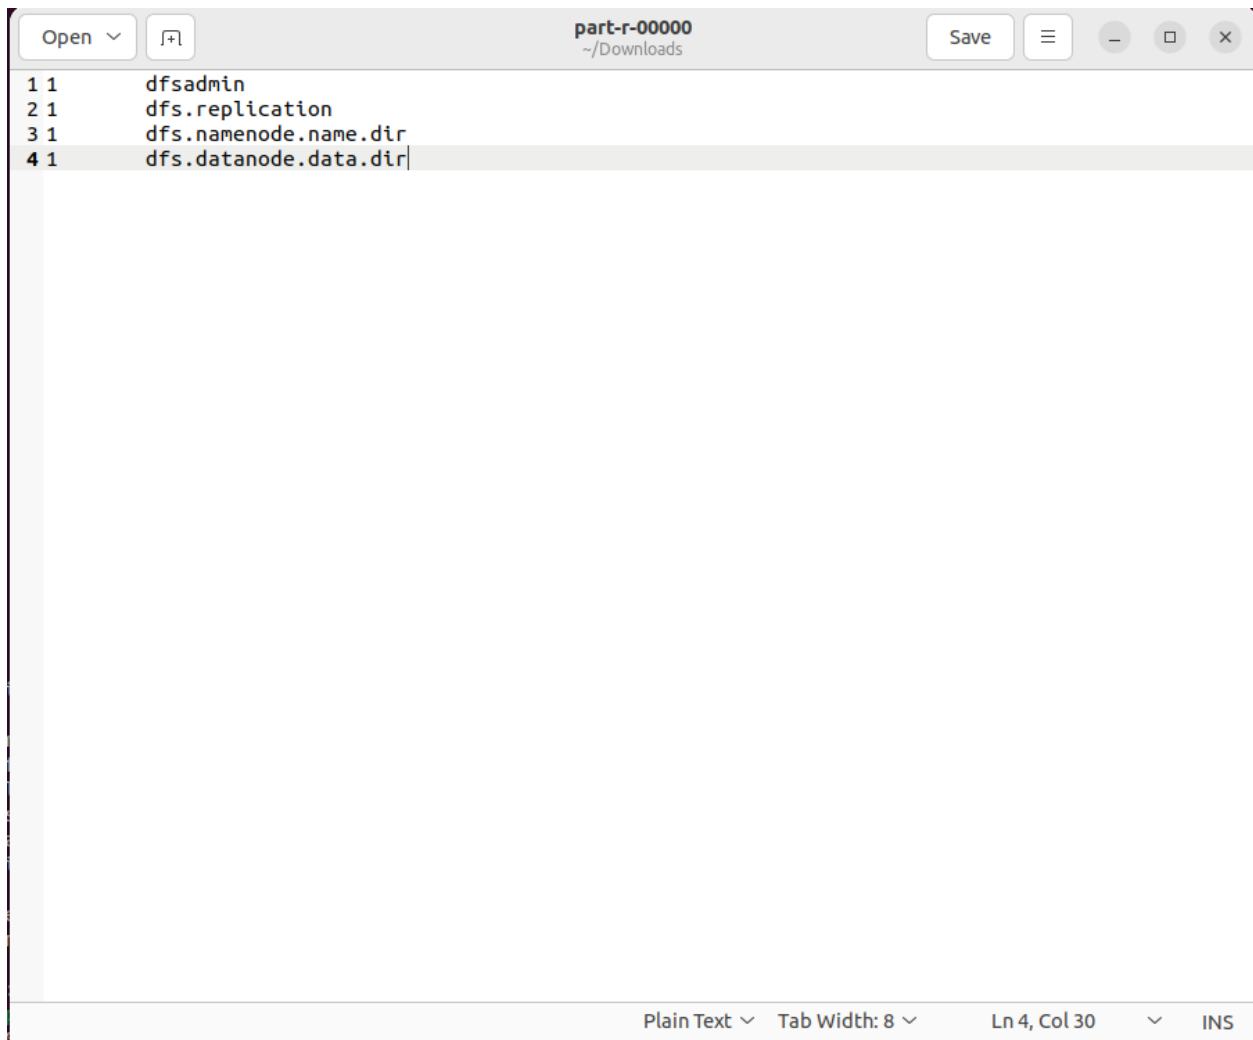 Open
part-r-00000
~/Downloads
Save
1 1	dfsadmin
2 1	dfs.replication
3 1	dfs.namenode.name.dir
4 1	dfs.datanode.data.dir
Plain Text Tab Width: 8 Ln 4, Col 30 INS